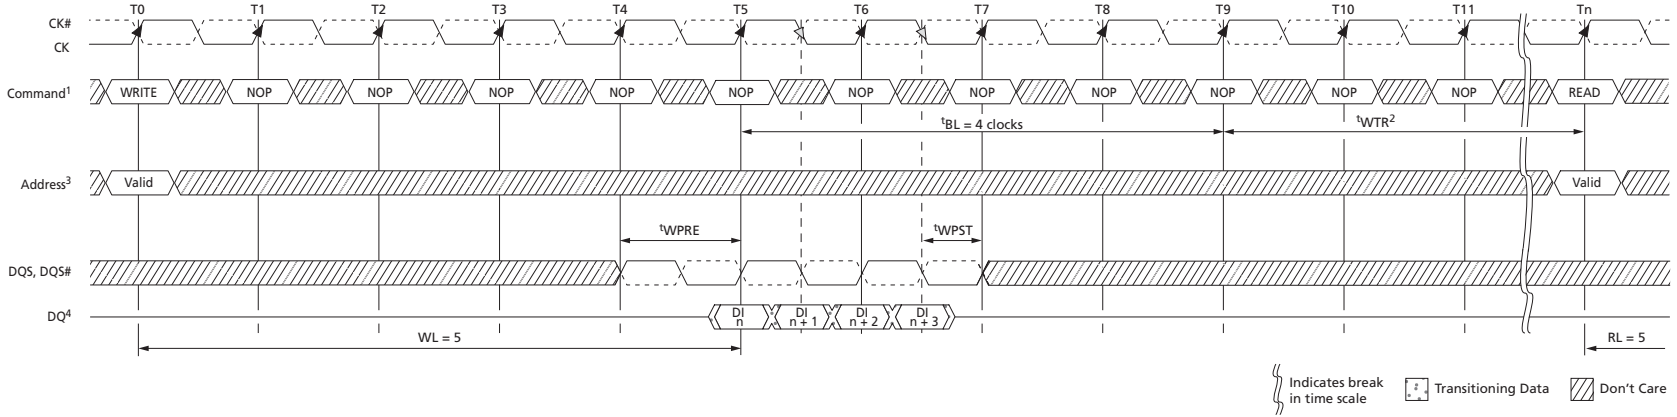 T0 T1 T2 T3 T4 T5 T6 T7 T8 T9 T10 T11 Tn
CK#
CK
Command1 WRITE NOP NOP NOP NOP NOP NOP NOP NOP NOP NOP NOP READ
tBL = 4 clocks tWTR2
Address3 Valid Valid
tWPRE tWPST
DQS, DQS#
DQ4 DI n DI n + 1 DI n + 2 DI n + 3
WL = 5 RL = 5
Indicates break in time scale Transitioning Data Don't Care